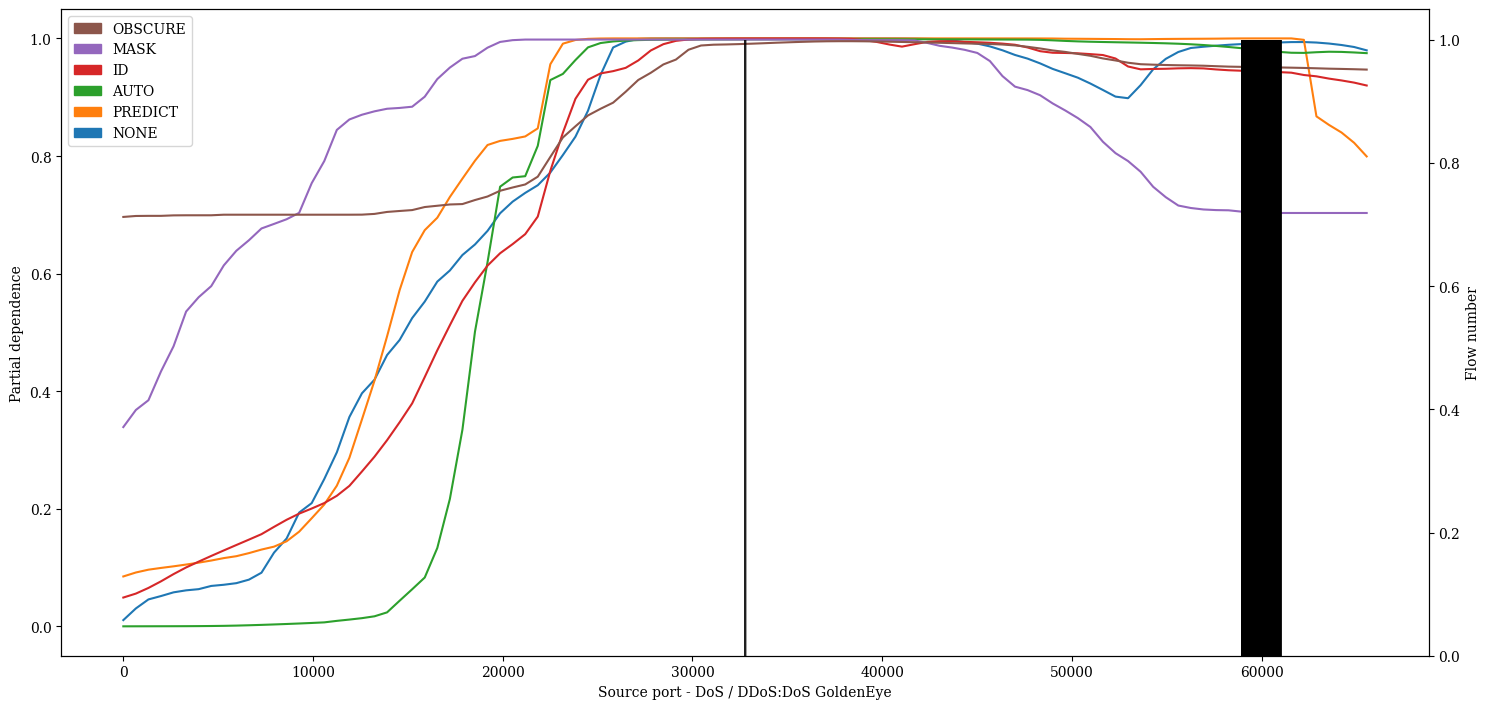 OBSCURE
MASK
ID
AUTO
PREDICT
NONE
1.0
0.8
0.6
0.4
0.2
0.0
Partial dependence
0
10000
20000
30000
40000
50000
60000
Source port - DoS / DDoS:DoS GoldenEye
1.0
0.8
0.6
0.4
0.2
0.0
Flow number